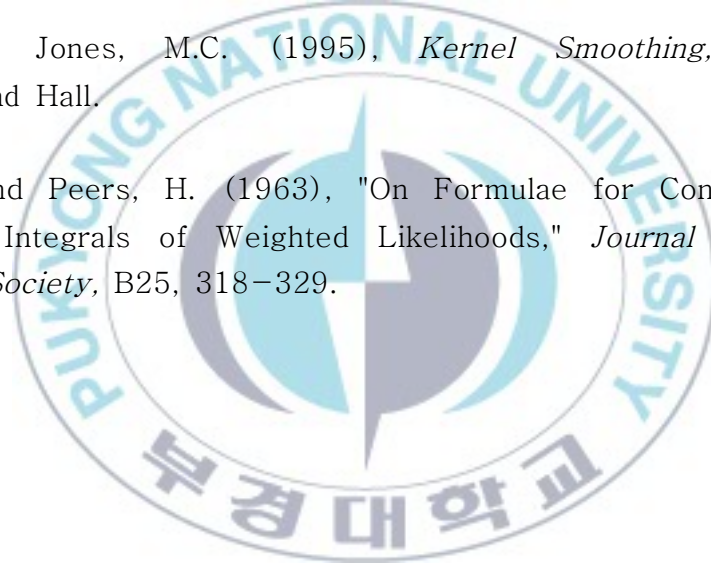 Jones, M.C. (1995), Kernel Smoothing,
nd Hall.
nd Peers, H. (1963), "On Formulae for Con
Integrals of Weighted Likelihoods," Journal
Society, B25, 318-329.
PUKYONG NATIONAL UNIVERSITY
부경대학교